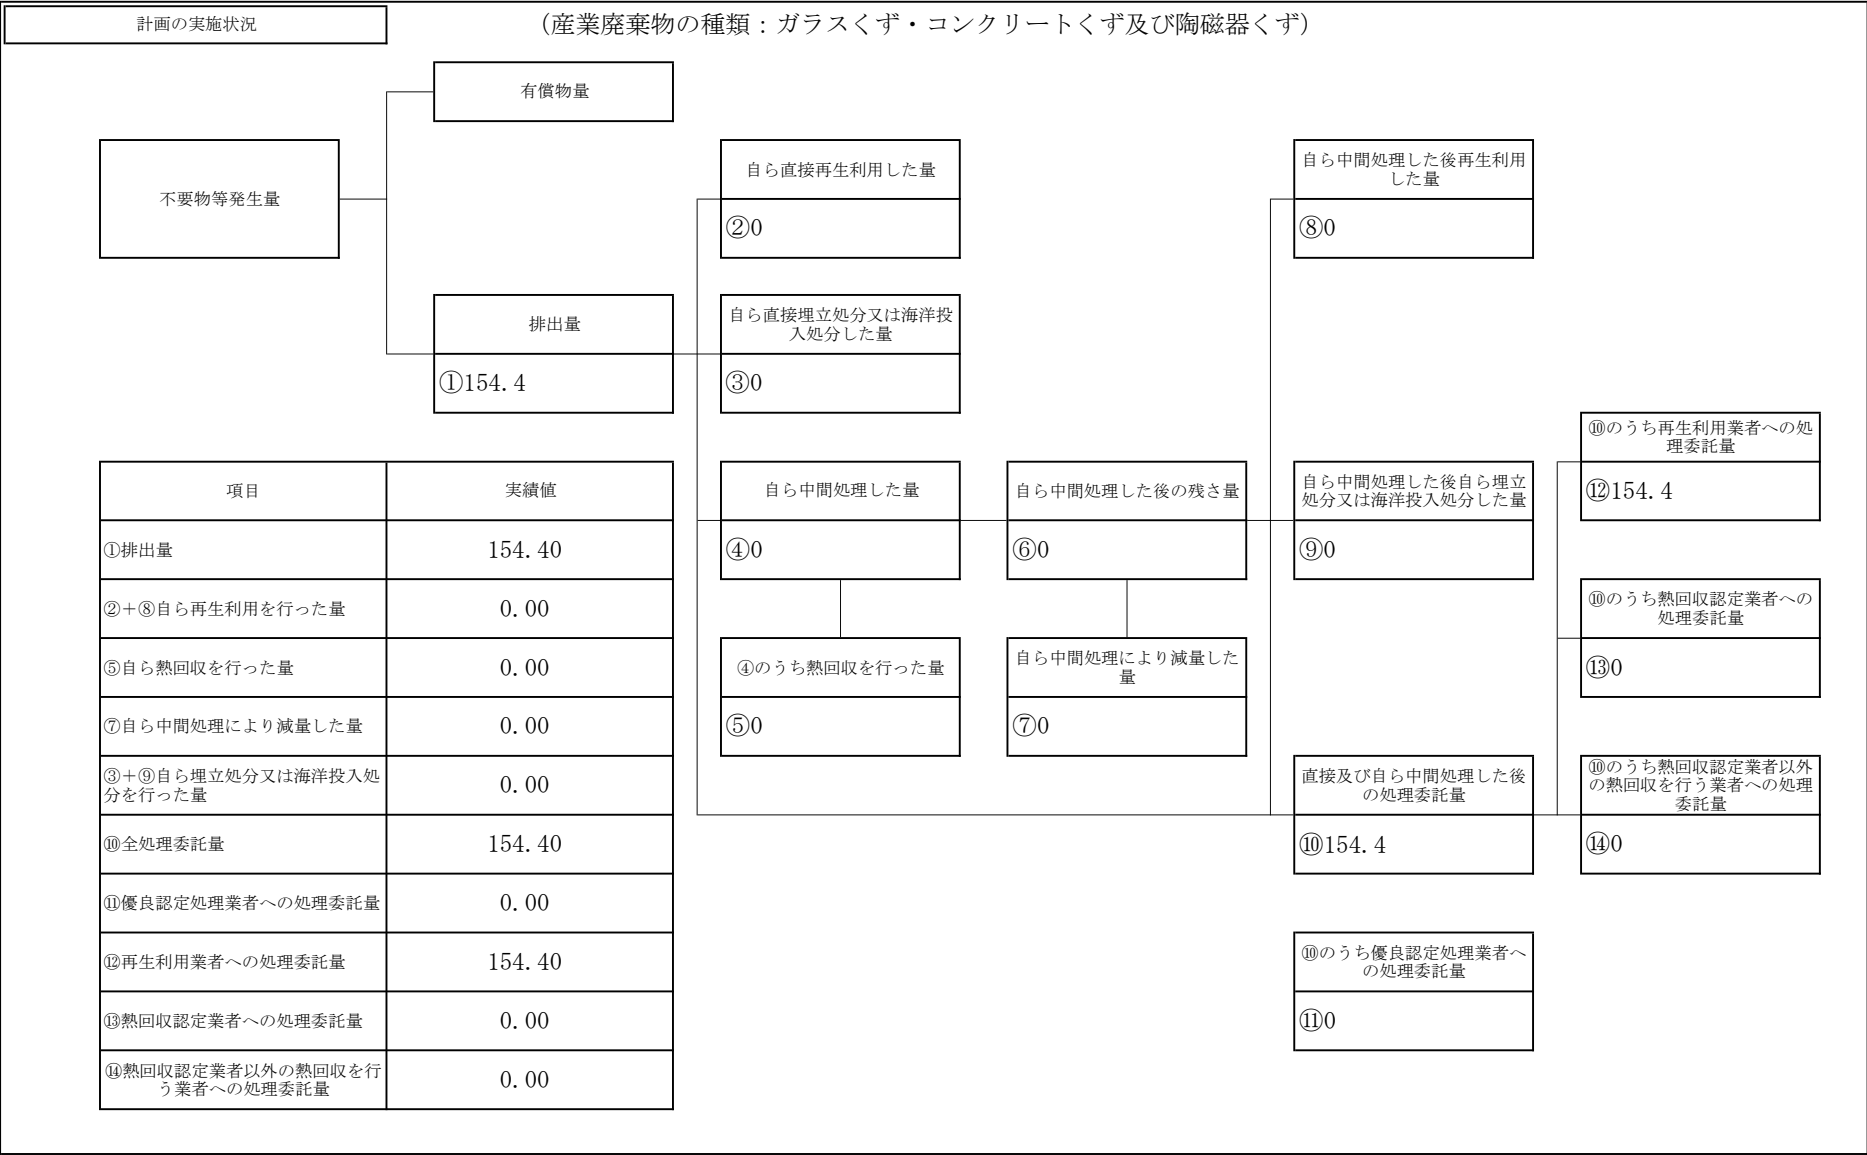 計画の実施状況
（産業廃棄物の種類：ガラスくず・コンクリートくず及び陶磁器くず）
有償物量
不要物等発生量
自ら直接再生利用した量
②0
自ら中間処理した後再生利用
した量
⑧0
排出量
①154.4
自ら直接埋立処分又は海洋投
入処分した量
③0
⑩のうち再生利用業者への処
理委託量
⑫154.4
自ら中間処理した量
④0
自ら中間処理した後の残さ量
⑥0
自ら中間処理した後自ら埋立
処分又は海洋投入処分した量
⑨0
⑩のうち熱回収認定業者への
処理委託量
⑬0
④のうち熱回収を行った量
⑤0
自ら中間処理により減量した
量
⑦0
直接及び自ら中間処理した後
の処理委託量
⑩154.4
⑩のうち熱回収認定業者以外
の熱回収を行う業者への処理
委託量
⑭0
⑩のうち優良認定処理業者へ
の処理委託量
⑪0
項目 実績値
①排出量 154.40
②＋⑧自ら再生利用を行った量 0.00
⑤自ら熱回収を行った量 0.00
⑦自ら中間処理により減量した量 0.00
③＋⑨自ら埋立処分又は海洋投入処
分を行った量 0.00
⑩全処理委託量 154.40
⑪優良認定処理業者への処理委託量 0.00
⑫再生利用業者への処理委託量 154.40
⑬熱回収認定業者への処理委託量 0.00
⑭熱回収認定業者以外の熱回収を行
う業者への処理委託量 0.00